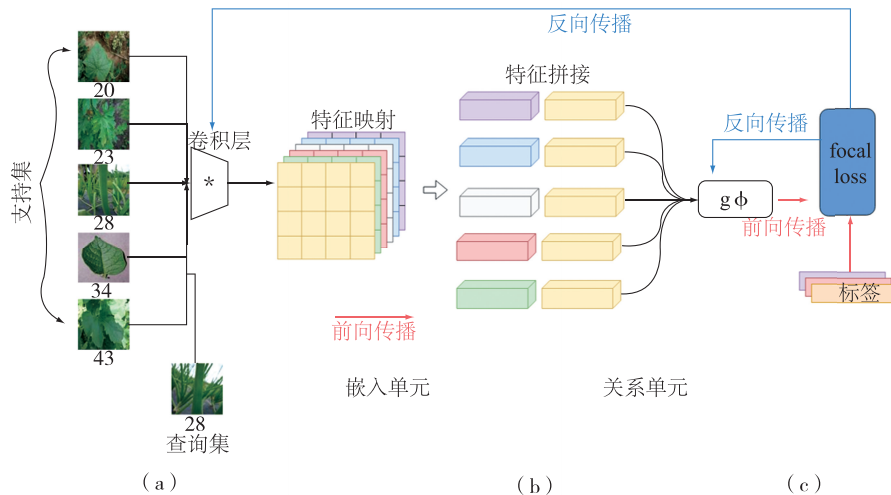 反向传播
特征拼接
20
特征映射
反向传播
卷积层
23
focal
loss
支持集
*
gϕ
28
前向传播
34
标签
前向传播
43
嵌入单元
关系单元
28
查询集
(a)
(b)
(c)